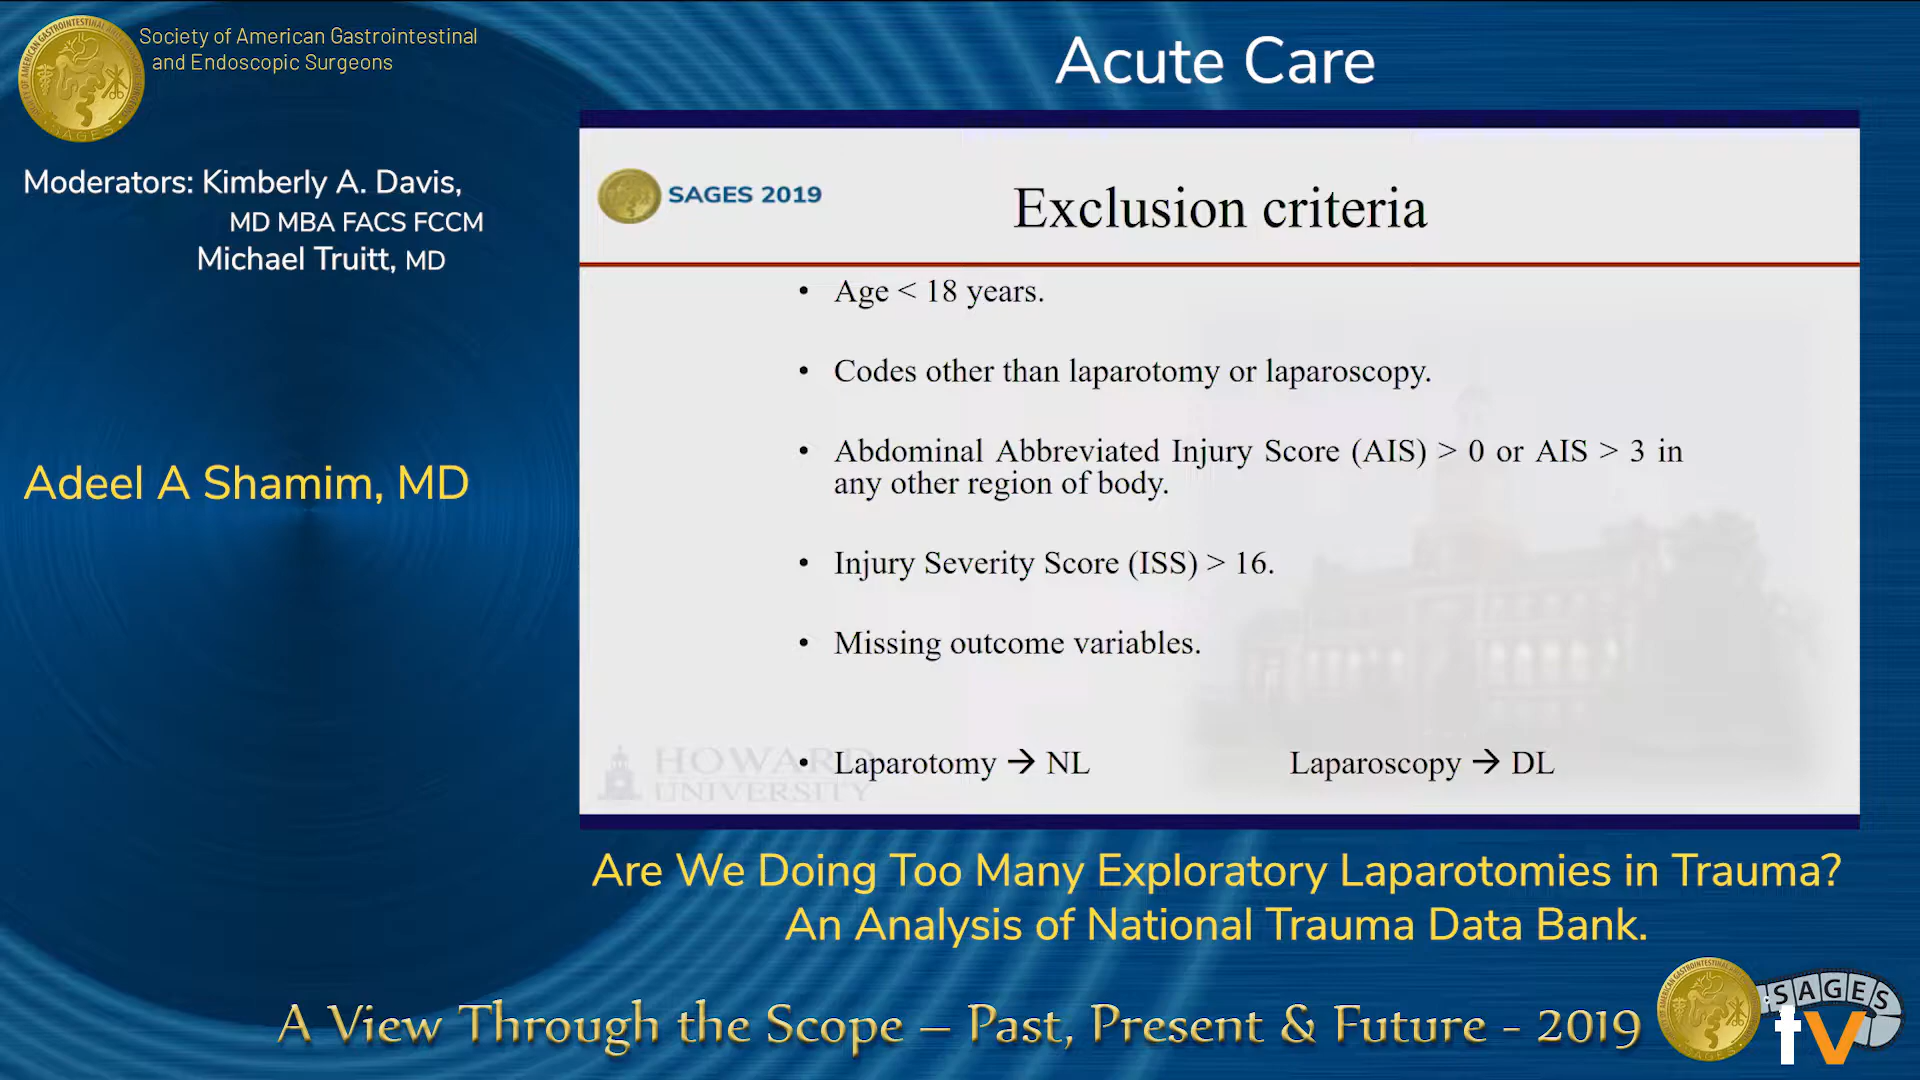 Society of American Gastrointestinal
and Endoscopic Surgeons
Acute Care
Moderators: Kimberly A. Davis,
MD MBA FACS FCCM
Michael Truitt, MD
Adeel A Shamim, MD
SAGES 2019
Exclusion criteria
• Age < 18 years.
• Codes other than laparotomy or laparoscopy.
• Abdominal Abbreviated Injury Score (AIS) > 0 or AIS > 3 in
any other region of body.
• Injury Severity Score (ISS) > 16.
• Missing outcome variables.
• Laparotomy → NL Laparoscopy → DL
HOWARD
UNIVERSITY
Are We Doing Too Many Exploratory Laparotomies in Trauma?
An Analysis of National Trauma Data Bank.
A View Through the Scope – Past, Present & Future - 2019
SAGES
tv